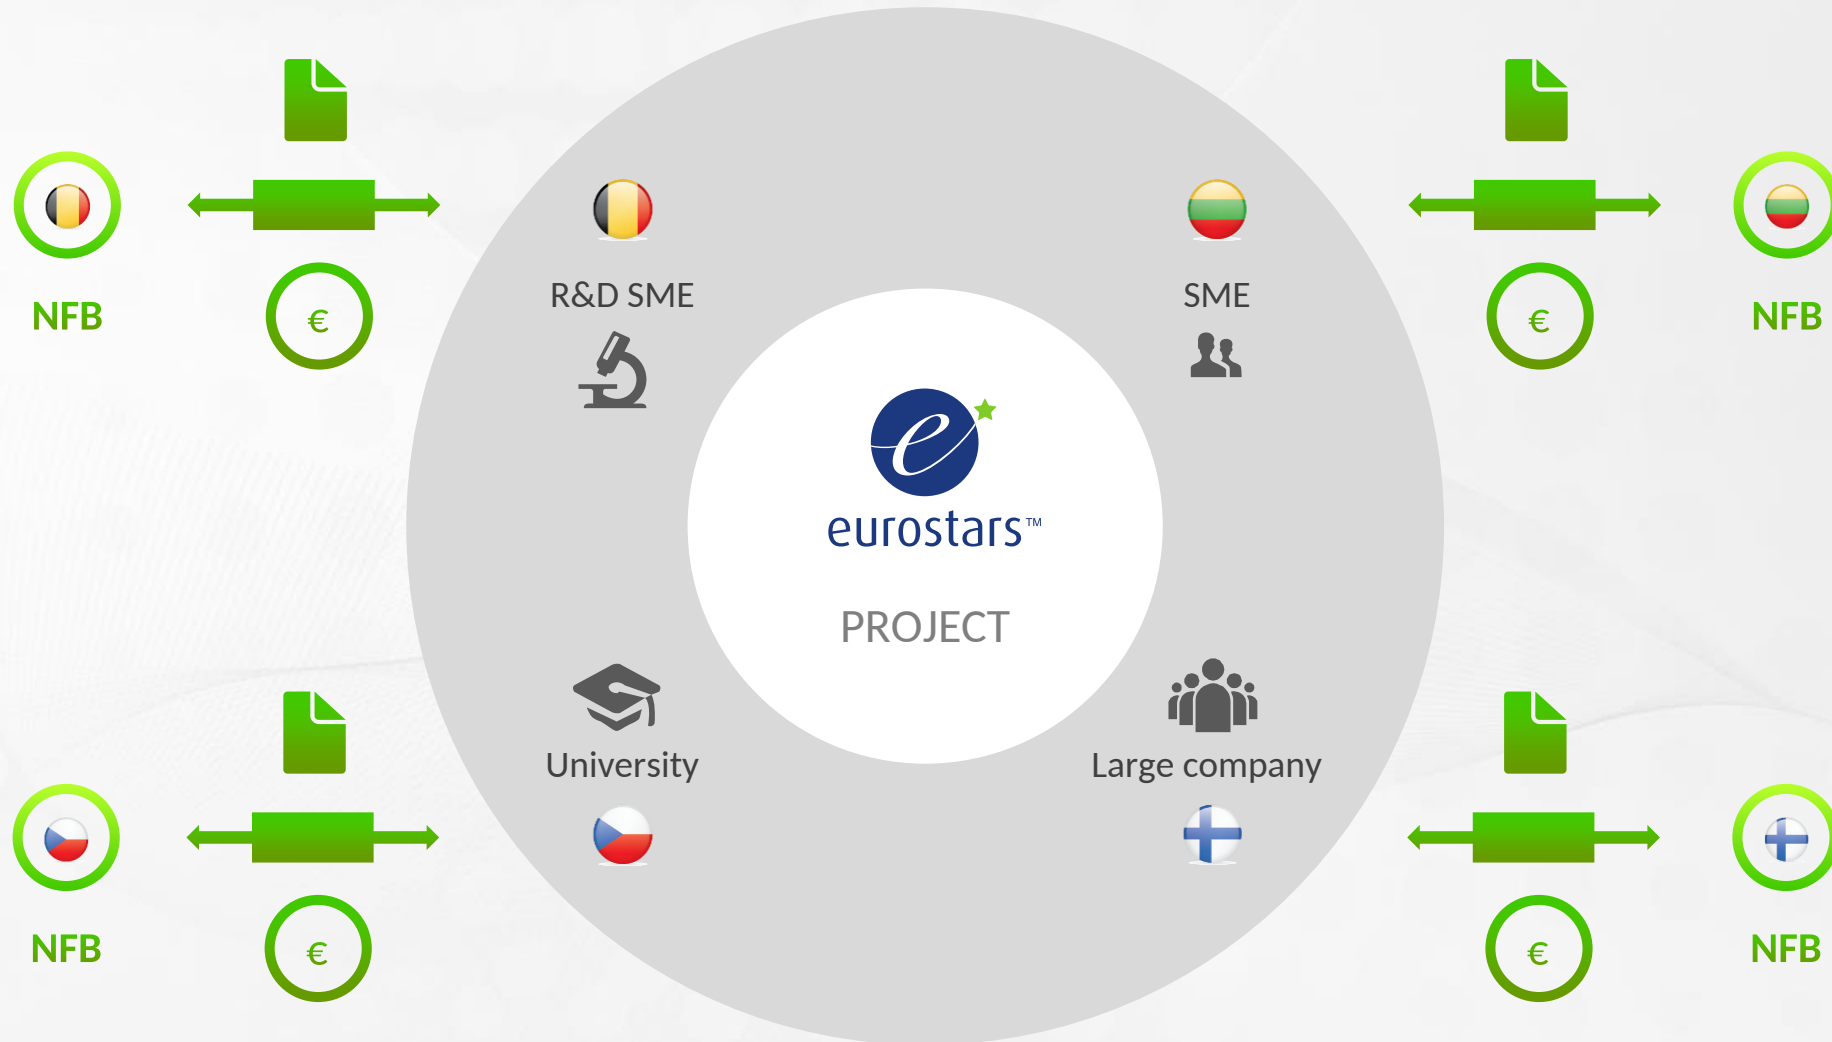 R&D SME
SME
NFB
€
€
NFB
eurostars™
PROJECT
University
Large company
NFB
€
€
NFB